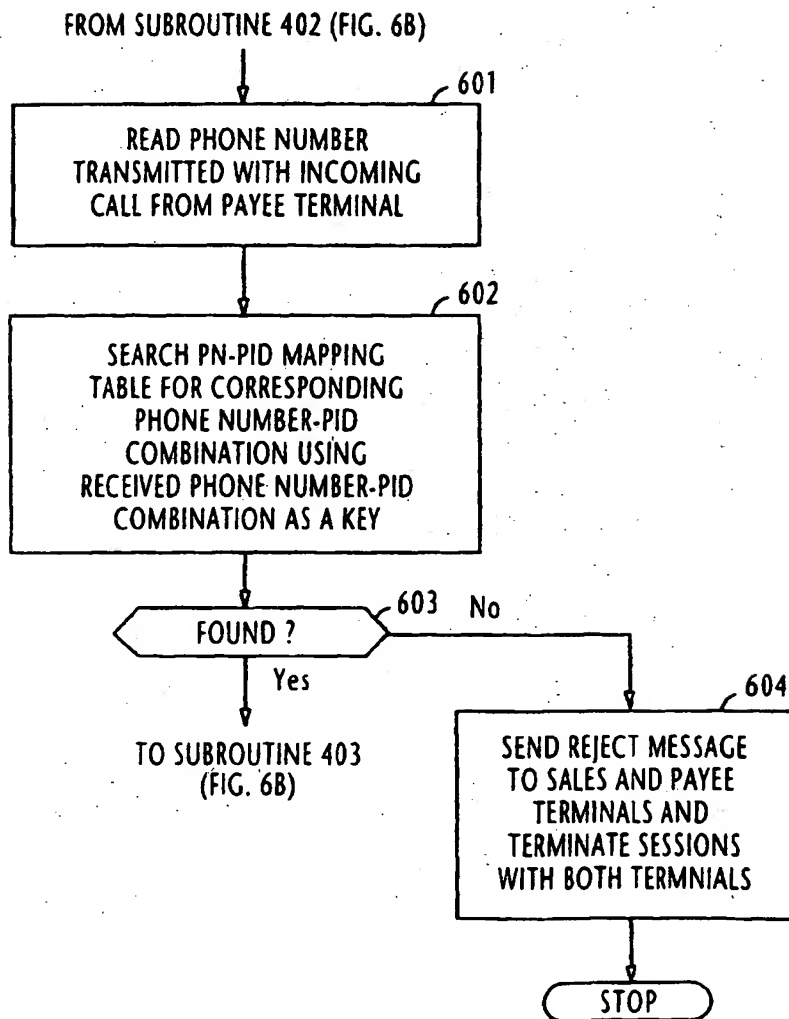 FROM SUBROUTINE 402 (FIG. 6B)
601
READ PHONE NUMBER
TRANSMITTED WITH INCOMING
CALL FROM PAYEE TERMINAL
602
SEARCH PN-PID MAPPING
TABLE FOR CORRESPONDING
PHONE NUMBER-PID
COMBINATION USING
RECEIVED PHONE NUMBER-PID
COMBINATION AS A KEY
603
No
FOUND ?
Yes
TO SUBROUTINE 403
(FIG. 6B)
604
SEND REJECT MESSAGE
TO SALES AND PAYEE
TERMINALS AND
TERMINATE SESSIONS
WITH BOTH TERMNIALS
STOP